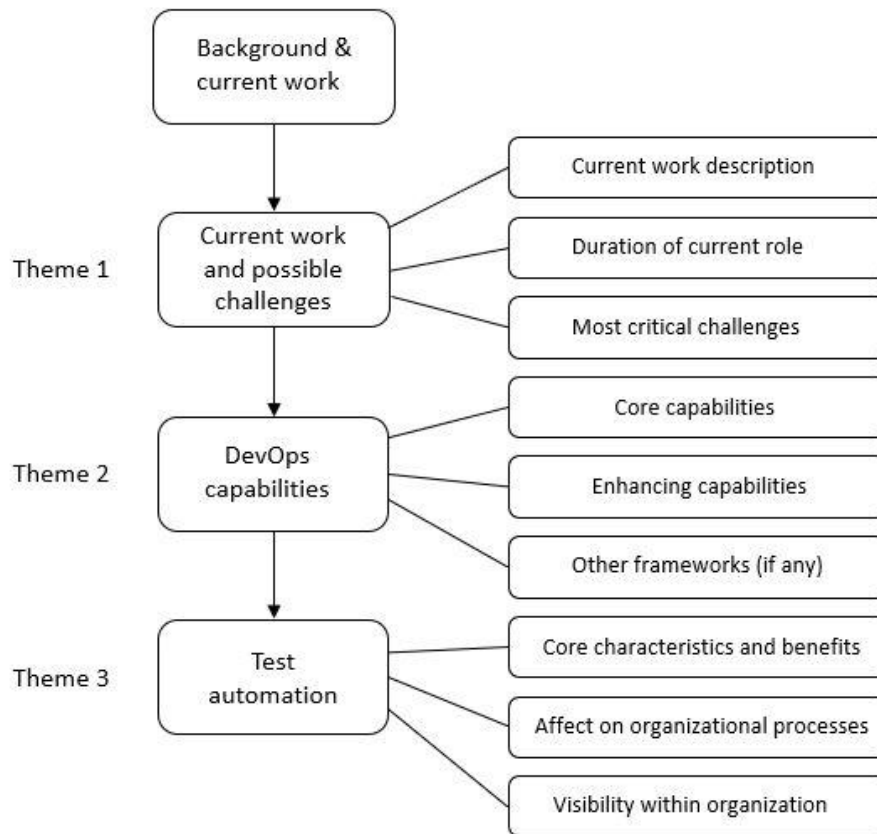 Background &
current work
Current work description
Theme 1
Current work
and possible
challenges
Duration of current role
Most critical challenges
Core capabilities
Theme 2
DevOps
capabilities
Enhancing capabilities
Other frameworks (if any)
Core characteristics and benefits
Theme 3
Test
automation
Affect on organizational processes
Visibility within organization